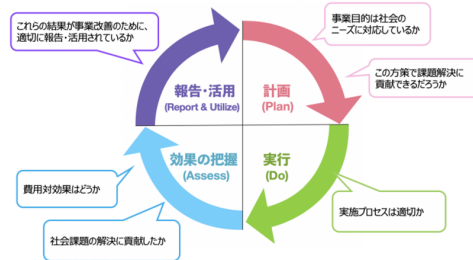 これらの結果が事業改善のために、
適切に報告・活用されているか
事業目的は社会の
ニーズに対応しているか
報告・活用
(Report & Utilize)
計画
(Plan)
この方策で課題解決に
貢献できるだろうか
効果の把握
(Assess)
実行
(Do)
費用対効果はどうか
実施プロセスは適切か
社会課題の解決に貢献したか